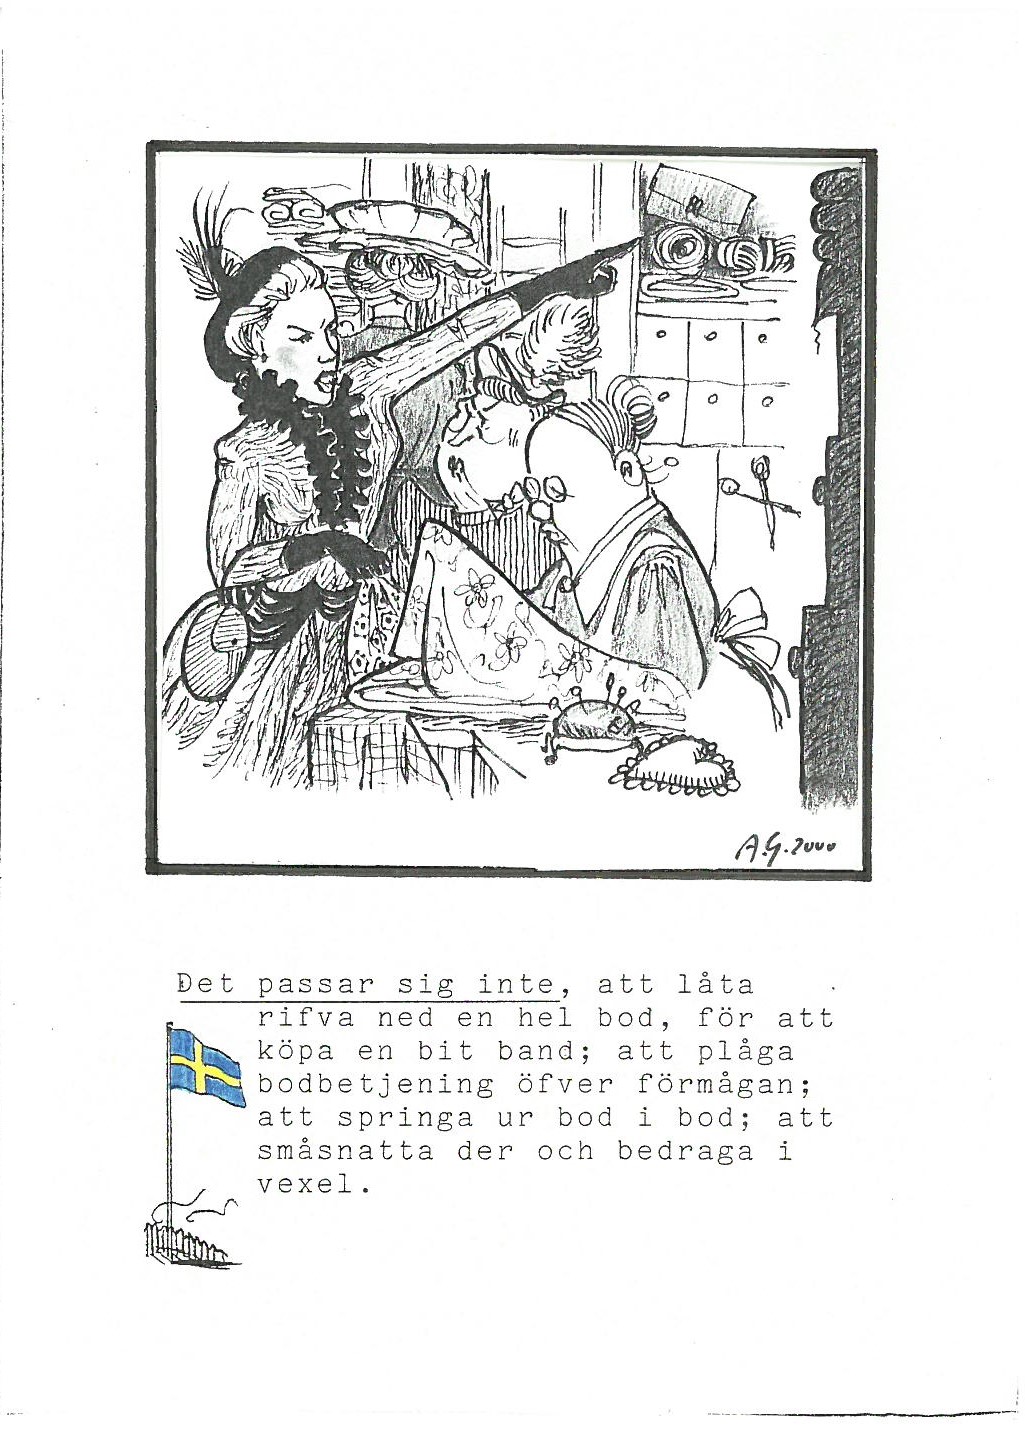 A.G. 2000
Det passar sig inte, att låta
rifva ned en hel bod, för att
köpa en bit band; att plåga
bodbetjening öfver förmågan;
att springa ur bod i bod; att
småsnatta der och bedraga i
vexel.